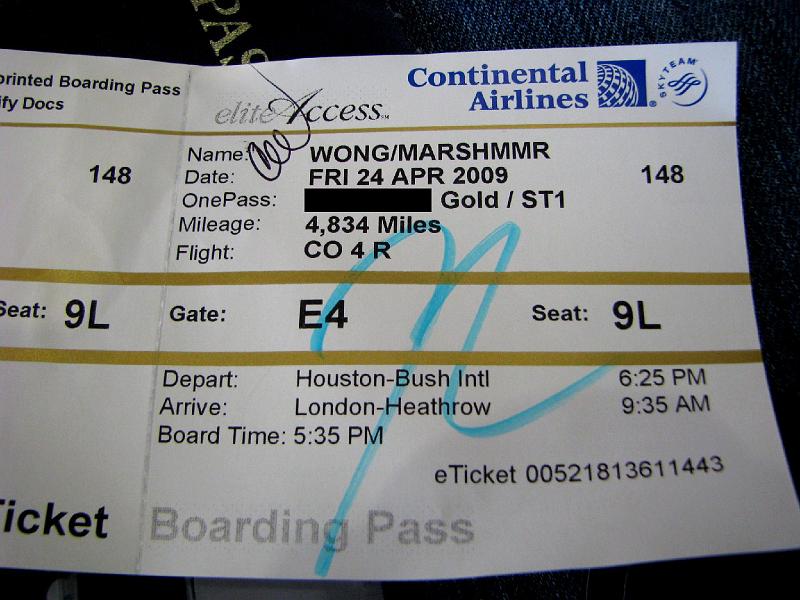 PAS
printed Boarding Pass
ify Docs
eliteAccess SM
Continental
Airlines ®
SKYTEAM
148
Name: WONG/MARSHMMR
Date: FRI 24 APR 2009
148
OnePass: Gold / ST1
Mileage: 4,834 Miles
Flight: CO 4 R
Seat: 9L
Gate: E4
Seat: 9L
Depart: Houston-Bush Intl 6:25 PM
Arrive: London-Heathrow 9:35 AM
Board Time: 5:35 PM
eTicket 00521813611443
Ticket
Boarding Pass